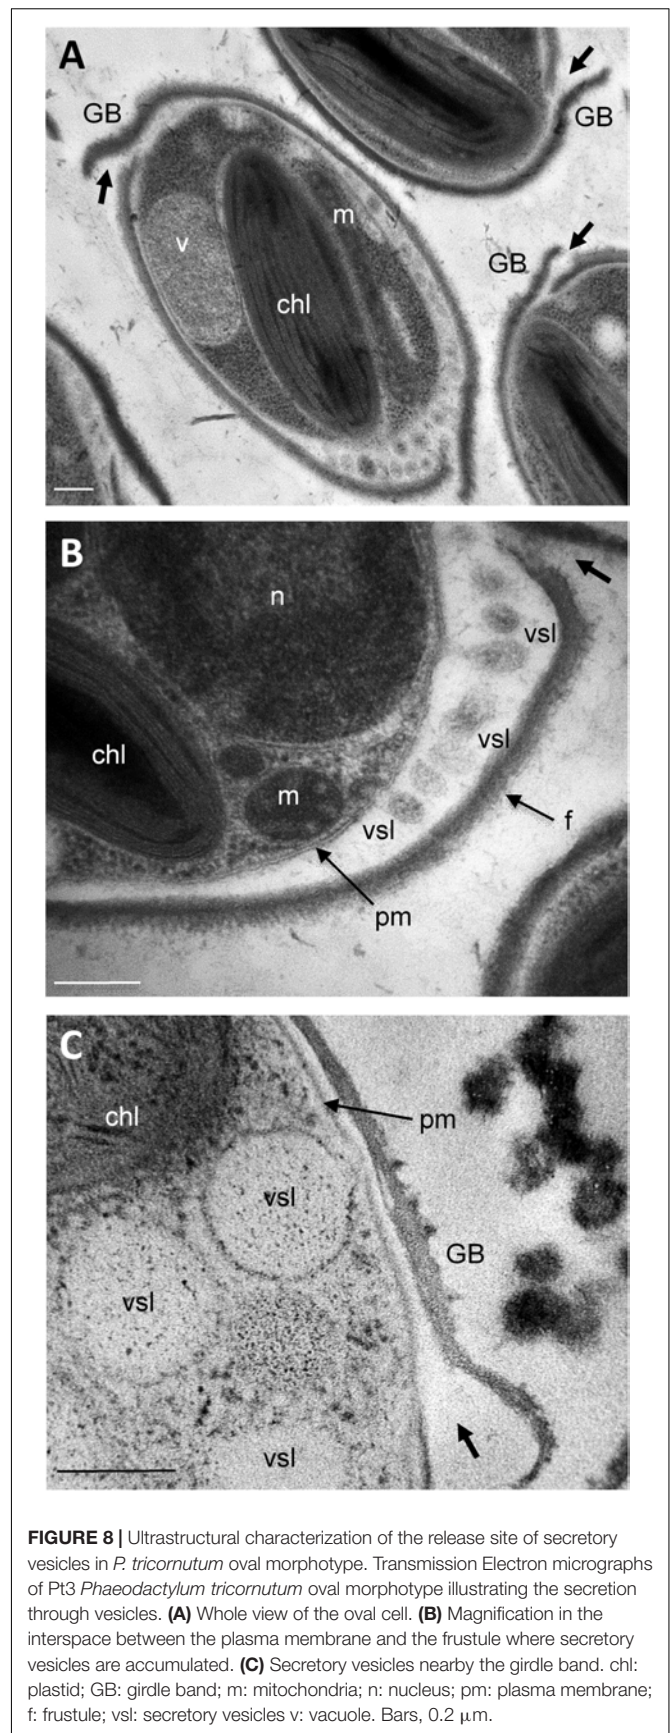 A
GB
GB
m
GB
v
chl
B
n
vsl
vsl
chl
m
vsl
f
pm
C
chl
pm
vsl
GB
vsl
vsl
FIGURE 8 | Ultrastructural characterization of the release site of secretory
vesicles in P. tricornutum oval morphotype. Transmission Electron micrographs
of Pt3 Phaeodactylum tricornutum oval morphotype illustrating the secretion
through vesicles. (A) Whole view of the oval cell. (B) Magnification in the
interspace between the plasma membrane and the frustule where secretory
vesicles are accumulated. (C) Secretory vesicles nearby the girdle band. chl:
plastid; GB: girdle band; m: mitochondria; n: nucleus; pm: plasma membrane;
f: frustule; vsl: secretory vesicles v: vacuole. Bars, 0.2 μm.